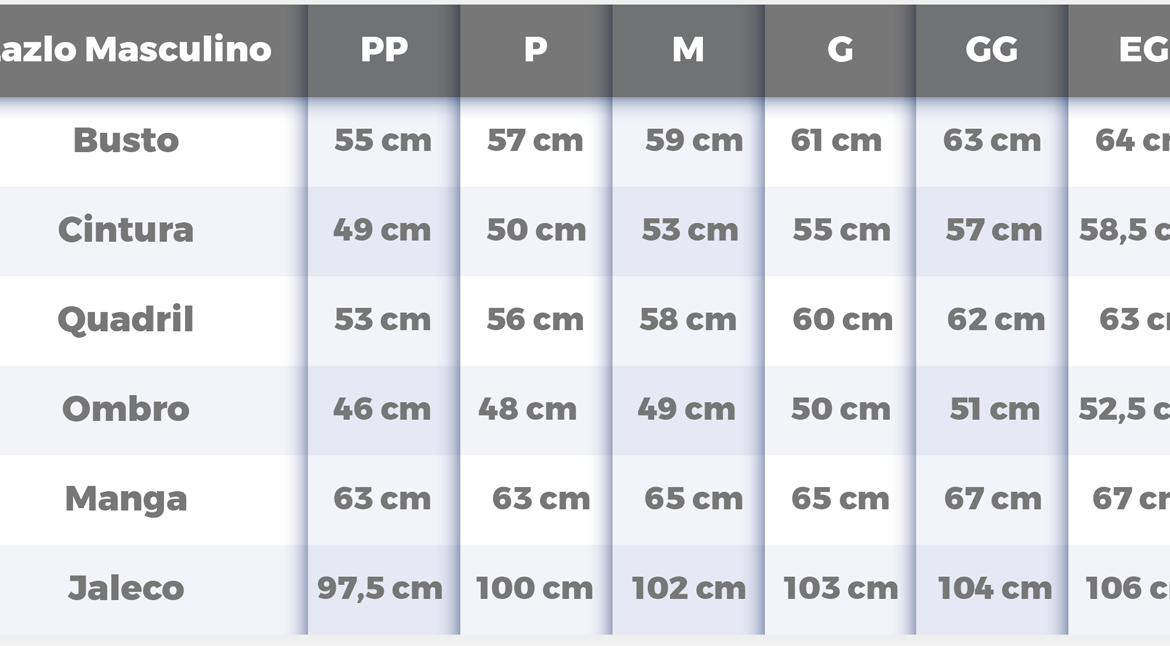 azlo Masculino PP P M G GG EG
Busto 55 cm 57 cm 59 cm 61 cm 63 cm 64 c
Cintura 49 cm 50 cm 53 cm 55 cm 57 cm 58,5 c
Quadril 53 cm 56 cm 58 cm 60 cm 62 cm 63 c
Ombro 46 cm 48 cm 49 cm 50 cm 51 cm 52,5 c
Manga 63 cm 63 cm 65 cm 65 cm 67 cm 67 c
Jaleco 97,5 cm 100 cm 102 cm 103 cm 104 cm 106 c